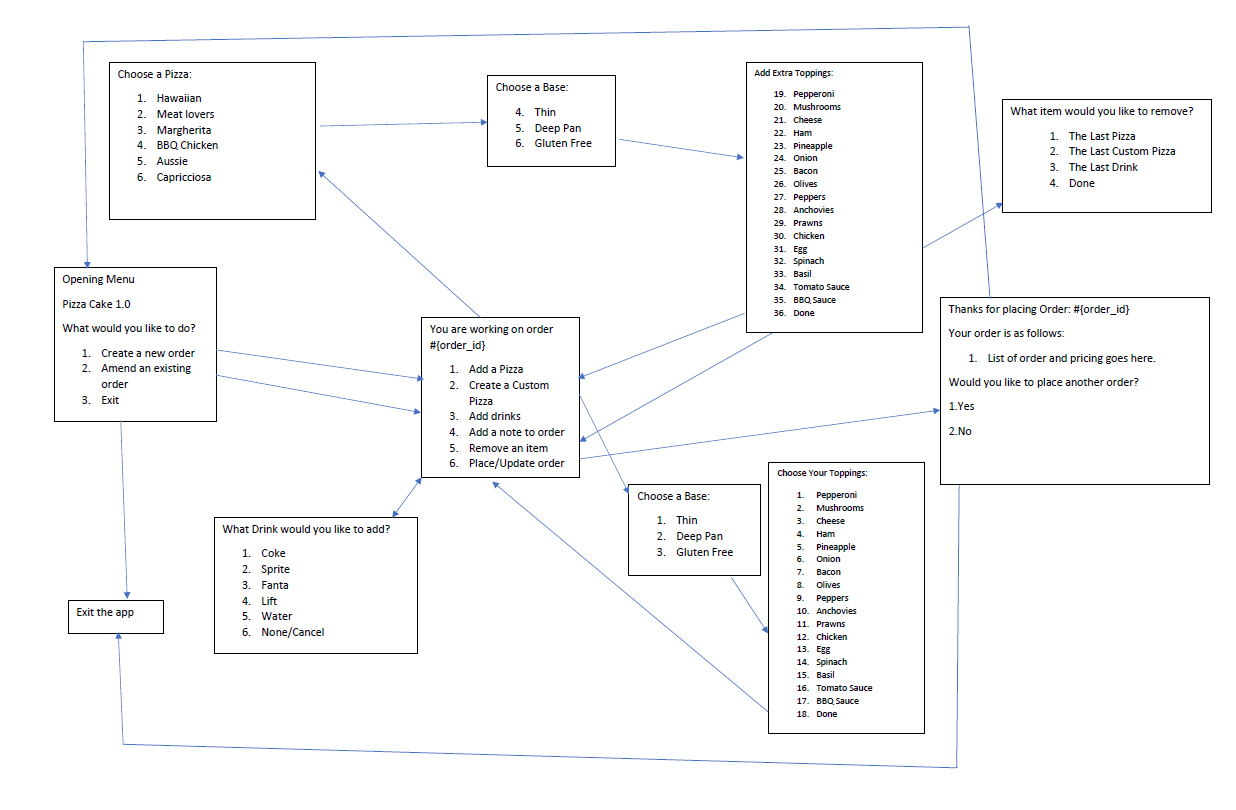 Choose a Pizza:
1. Hawaiian
2. Meat lovers
3. Margherita
4. BBQ Chicken
5. Aussie
6. Capricciosa
Choose a Base:
4. Thin
5. Deep Pan
6. Gluten Free
Add Extra Toppings:
19. Pepperoni
20. Mushrooms
21. Cheese
22. Ham
23. Pineapple
24. Onion
25. Bacon
26. Olives
27. Peppers
28. Anchovies
29. Prawns
30. Chicken
31. Egg
32. Spinach
33. Basil
34. Tomato Sauce
35. BBQ Sauce
36. Done
What item would you like to remove?
1. The Last Pizza
2. The Last Custom Pizza
3. The Last Drink
4. Done
Opening Menu
Pizza Cake 1.0
What would you like to do?
1. Create a new order
2. Amend an existing
order
3. Exit
You are working on order
#{order_id}
1. Add a Pizza
2. Create a Custom
Pizza
3. Add drinks
4. Add a note to order
5. Remove an item
6. Place/Update order
Thanks for placing Order: #{order_id}
Your order is as follows:
1. List of order and pricing goes here.
Would you like to place another order?
1.Yes
2.No
What Drink would you like to add?
1. Coke
2. Sprite
3. Fanta
4. Lift
5. Water
6. None/Cancel
Choose a Base:
1. Thin
2. Deep Pan
3. Gluten Free
Choose Your Toppings:
1. Pepperoni
2. Mushrooms
3. Cheese
4. Ham
5. Pineapple
6. Onion
7. Bacon
8. Olives
9. Peppers
10. Anchovies
11. Prawns
12. Chicken
13. Egg
14. Spinach
15. Basil
16. Tomato Sauce
17. BBQ Sauce
18. Done
Exit the app